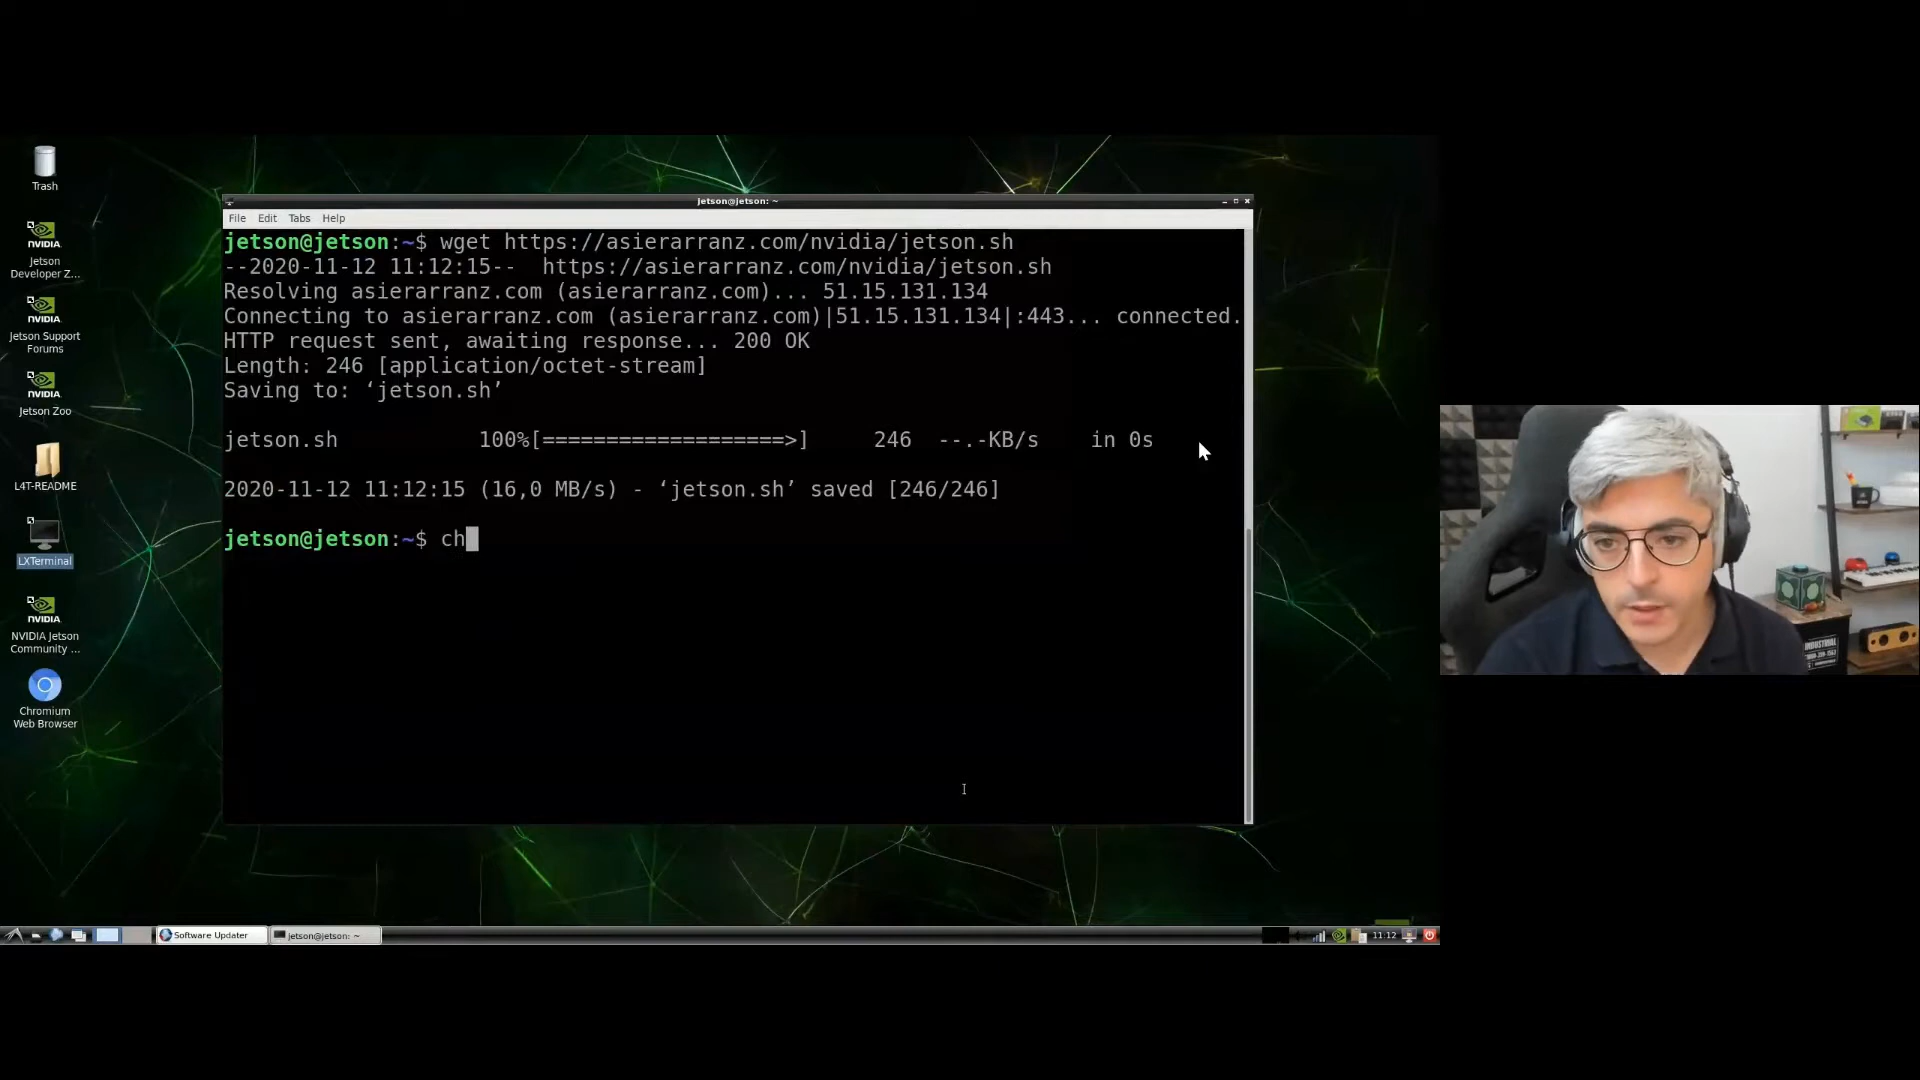 Trash
NVIDIA
Jetson
Developer Z...
NVIDIA
Jetson Support
Forums
NVIDIA
Jetson Zoo
L4T-README
LXTerminal
NVIDIA
NVIDIA Jetson
Community ...
Chromium
Web Browser
jetson@jetson: ~
File Edit Tabs Help
jetson@jetson:~$ wget https://asierarranz.com/nvidia/jetson.sh
--2020-11-12 11:12:15-- https://asierarranz.com/nvidia/jetson.sh
Resolving asierarranz.com (asierarranz.com)... 51.15.131.134
Connecting to asierarranz.com (asierarranz.com)|51.15.131.134|:443... connected.
HTTP request sent, awaiting response... 200 OK
Length: 246 [application/octet-stream]
Saving to: ‘jetson.sh’
jetson.sh 100%[===================>] 246 --.-KB/s in 0s
2020-11-12 11:12:15 (16,0 MB/s) - ‘jetson.sh’ saved [246/246]
jetson@jetson:~$ ch
INDUSTRIAL
Software Updater
jetson@jetson: ~
11:12